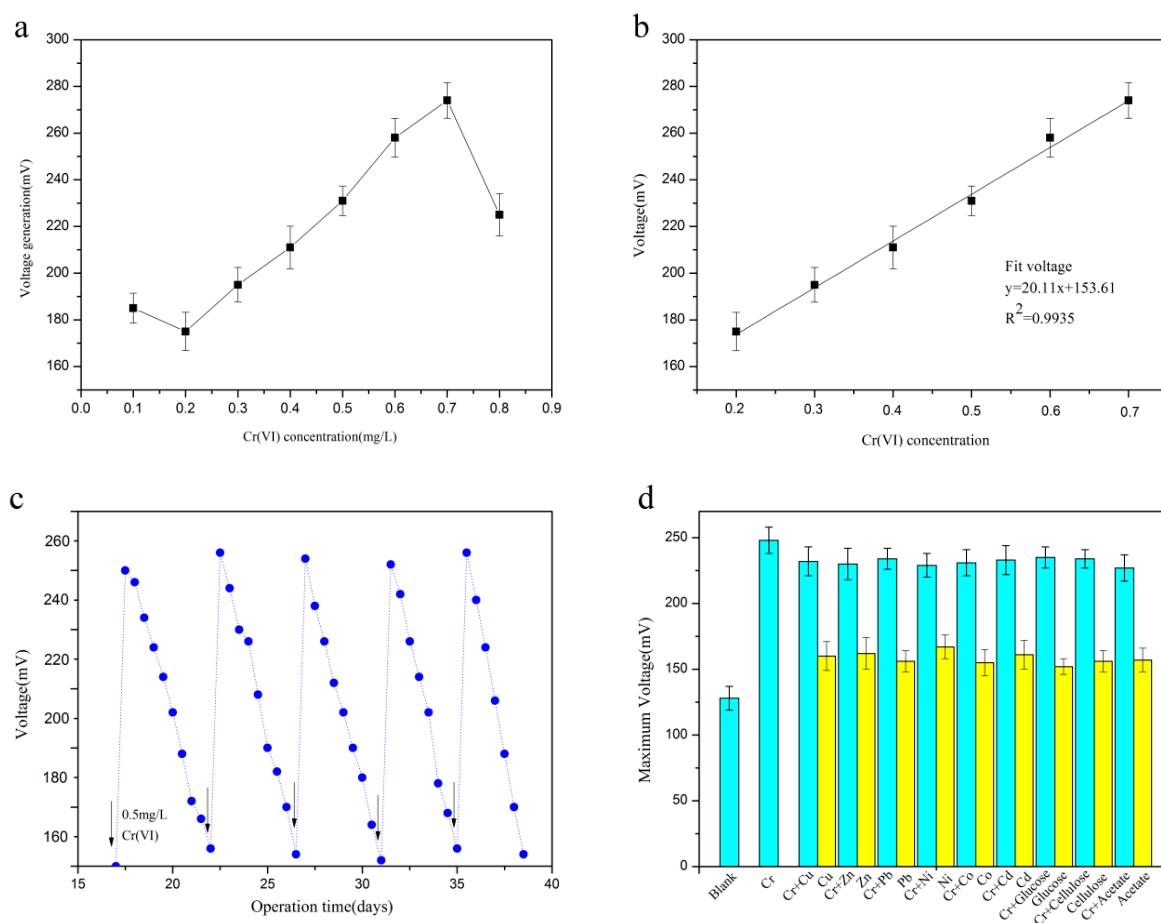 a
280
260
240
220
200
180
160
Voltage generation(mV)
0.0 0.1 0.2 0.3 0.4 0.5 0.6 0.7 0.8 0.9
Cr(VI) concentration(mg/L)
b
300
280
260
240
220
200
180
160
Voltage(mV)
Fit voltage
y=20.11x+153.61
R2=0.9935
0.2 0.3 0.4 0.5 0.6 0.7
Cr(VI) concentration
c
260
240
220
200
180
160
Voltage(mV)
0.5mg/L
Cr(VI)
15 20 25 30 35 40
Operation time(days)
d
250
200
150
100
50
0
Maximum Voltage(mV)
Blank
Cr
Cr+Cu
Cu
Cr+Zn
Zn
Cr+Pb
Pb
Cr+Ni
Ni
Cr+Co
Co
Cr+Cd
Cd
Cr+Glucose
Glucose
Cr+Cellulose
Cellulose
Cr+Acetate
Acetate